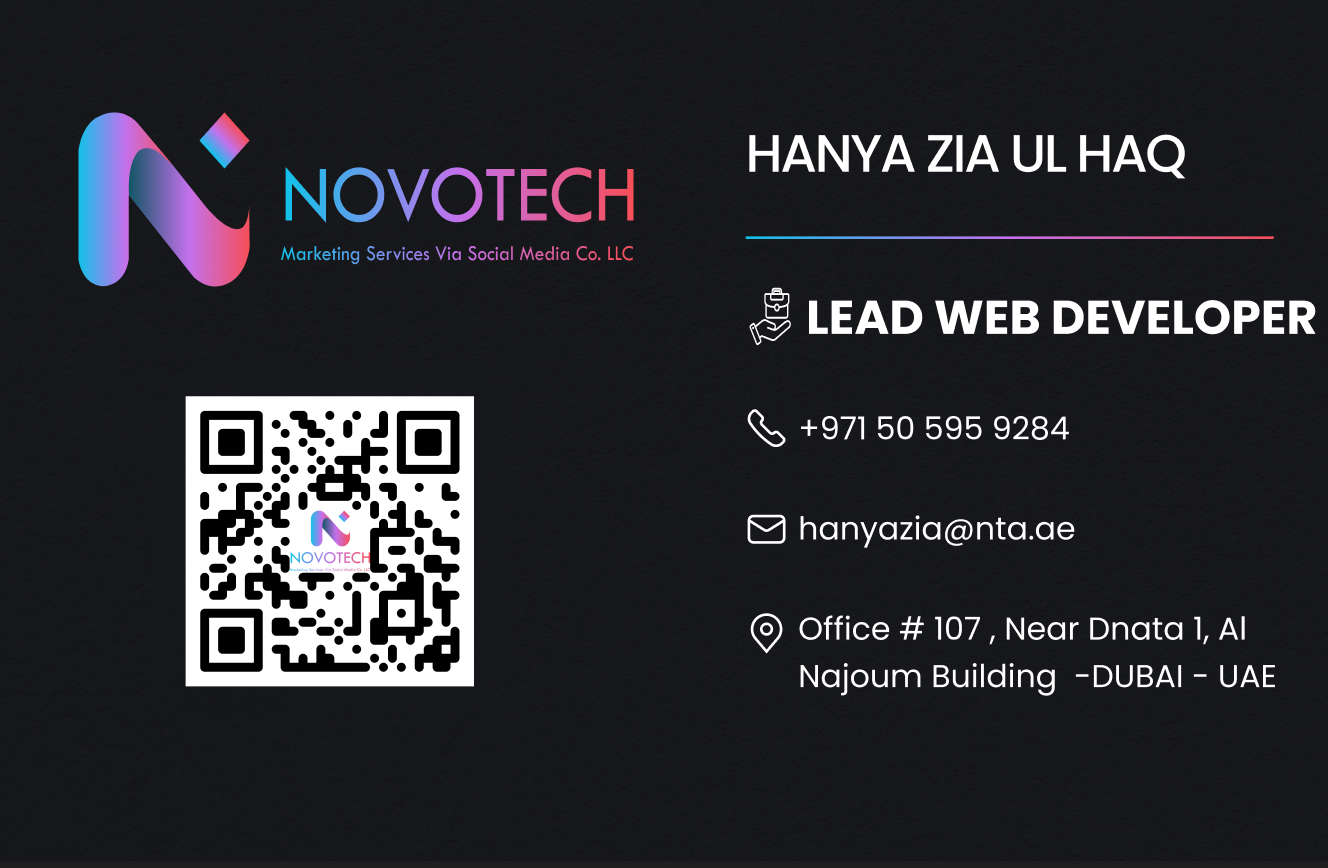 NOVOTECH
Marketing Services Via Social Media Co. LLC
HANYA ZIA UL HAQ
LEAD WEB DEVELOPER
+971 50 595 9284
hanyazia@nta.ae
Office # 107 , Near Dnata 1, Al
Najoum Building -DUBAI - UAE
NOVOTECH
Marketing Services Via Social Media Co. LLC